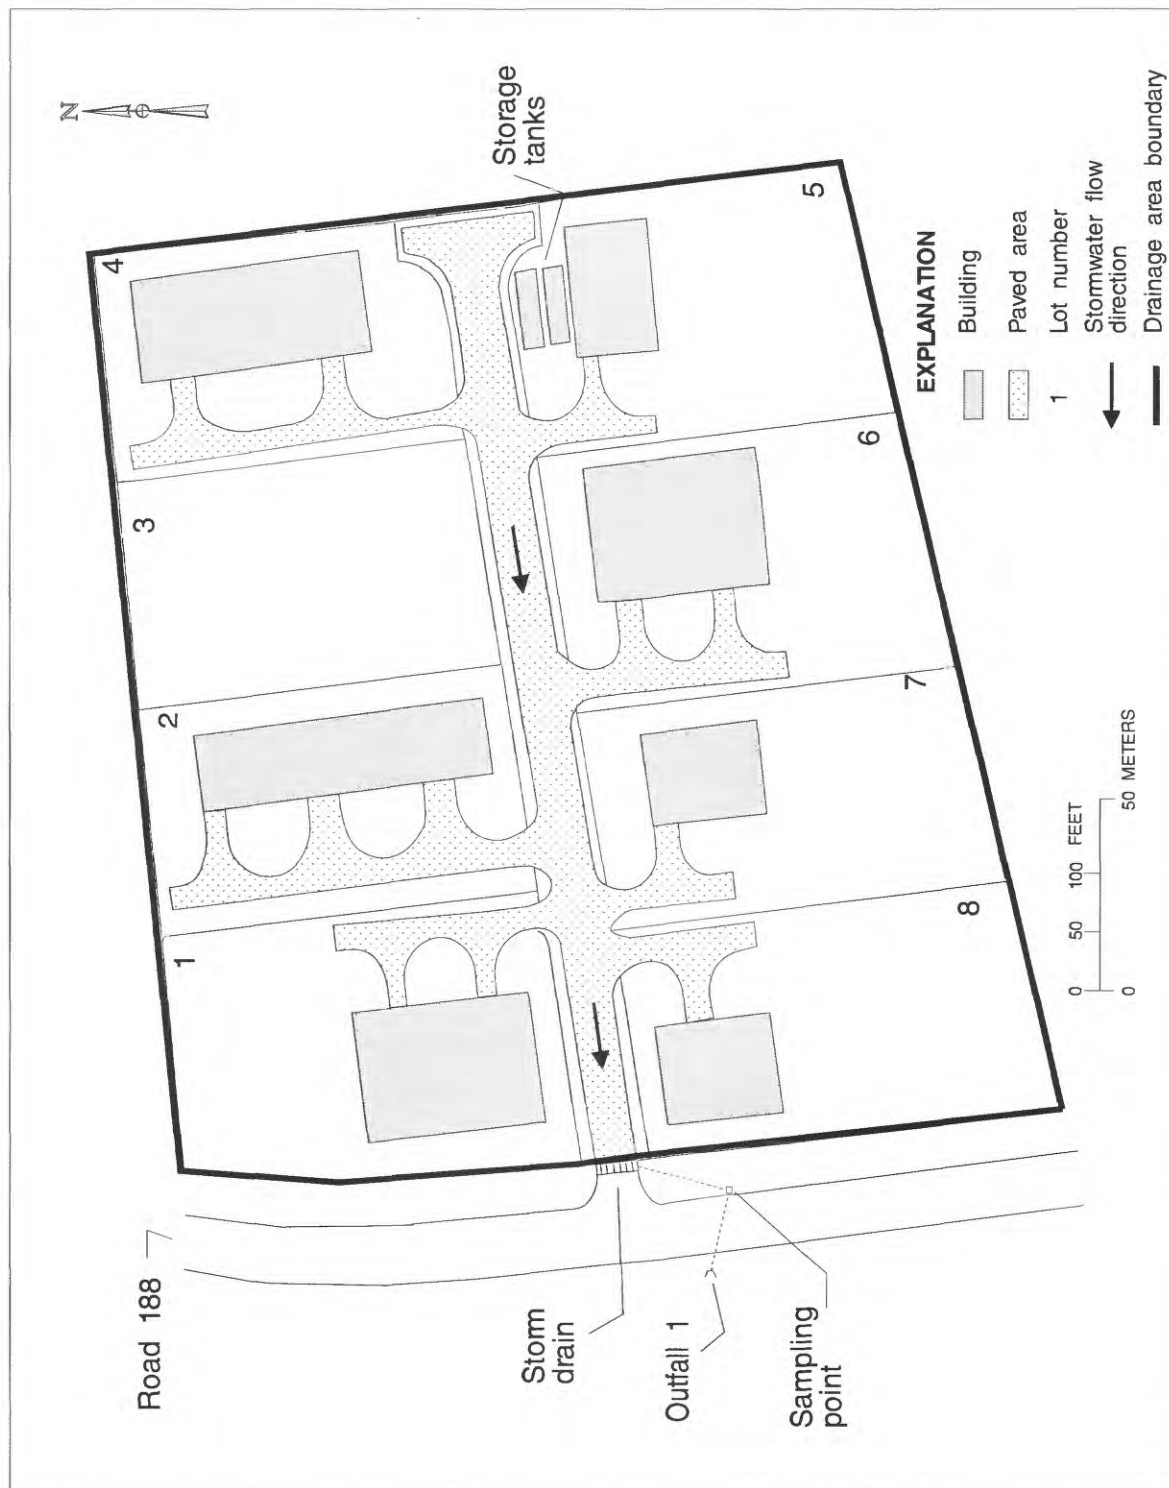 N
Road 188
Storage
tanks
1
2
3
4
5
6
7
8
Storm
drain
Outfall 1
Sampling
point
EXPLANATION
Building
Paved area
1 Lot number
Stormwater flow
direction
Drainage area boundary
0 50 100 FEET
0 50 METERS